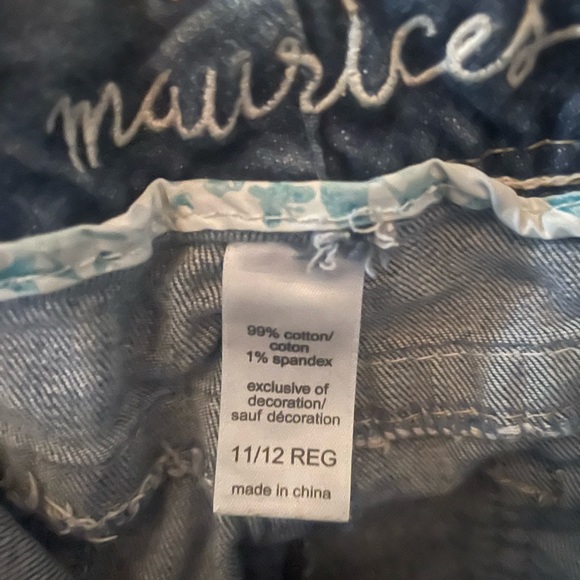 maurices
99% cotton/
coton
1% spandex
exclusive of
decoration/
sauf décoration
11/12 REG
made in china